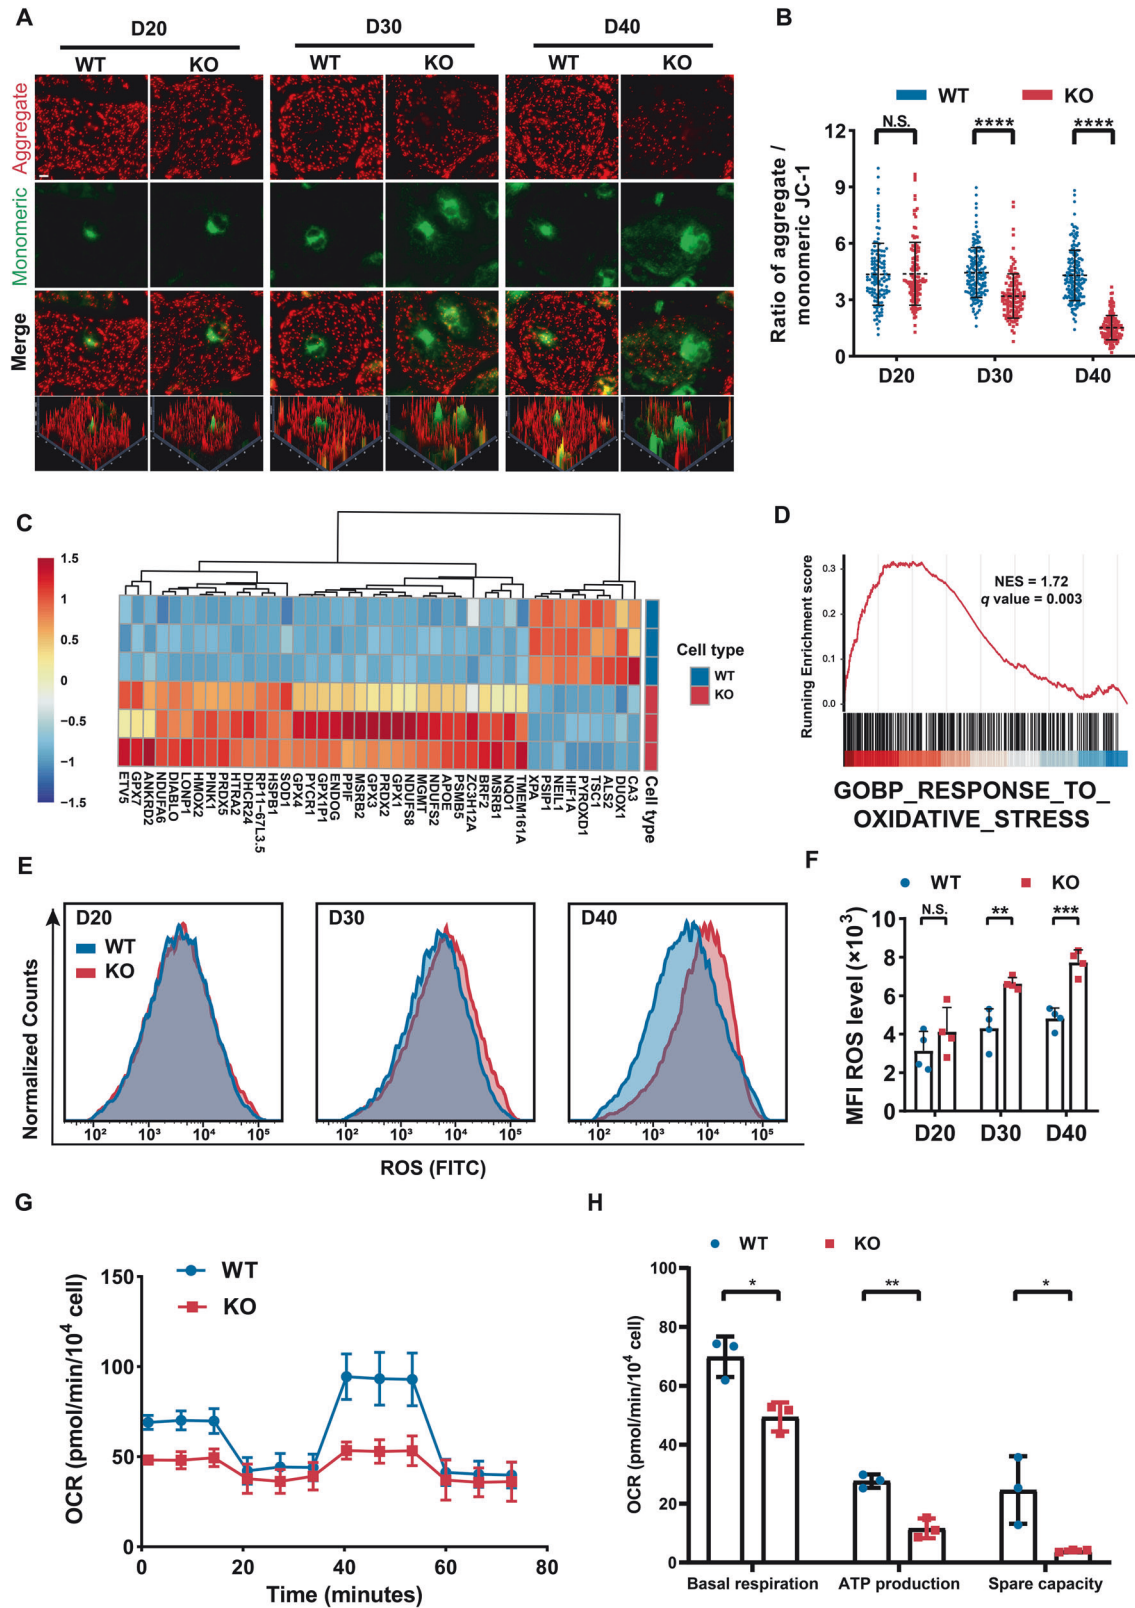 A
D20
D30
D40
WT
KO
WT
KO
WT
KO
Aggregate
Monomeric
Merge
B
WT
KO
N.S.
****
****
Ratio of aggregate /
monomeric JC-1
12
9
6
3
0
D20
D30
D40
C
1.5
1
0.5
0
−0.5
−1
−1.5
Cell type
WT
KO
ETV5
GPX7
ANKRD2
NDUFA6
DIABLO
LONP1
HMOX2
PINK1
PRDX5
HTRA2
DHCR24
RP11−67L3.5
HSPB1
SOD1
GPX4
PYCR1
GPX1P1
ENDOG
PPIF
MSRB2
GPX3
PRDX2
GPX1
NDUFS8
MGMT
NDUFS2
APOE
PSMB5
ZC3H12A
BRF2
MSRB1
NQO1
TMEM161A
XPA
PSIP1
NEIL1
HIF1A
PYROXD1
TSC1
ALS2
DUOX1
CA3
Cell type
D
Running Enrichment score
0.3
0.2
0.1
0.0
NES = 1.72
q value = 0.003
GOBP_RESPONSE_TO_
OXIDATIVE_STRESS
E
Normalized Counts
D20
WT
KO
D30
D40
10² 10³ 10⁴ 10⁵
10² 10³ 10⁴ 10⁵
10² 10³ 10⁴ 10⁵
ROS (FITC)
F
WT
KO
N.S.
**
***
MFI ROS level (×10³)
10
8
6
4
2
0
D20
D30
D40
G
WT
KO
OCR (pmol/min/10⁴ cell)
150
100
50
0
0 20 40 60 80
Time (minutes)
H
WT
KO
*
**
*
OCR (pmol/min/10⁴ cell)
100
80
60
40
20
0
Basal respiration
ATP production
Spare capacity